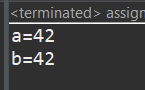 <terminated> assign
a=42
b=42